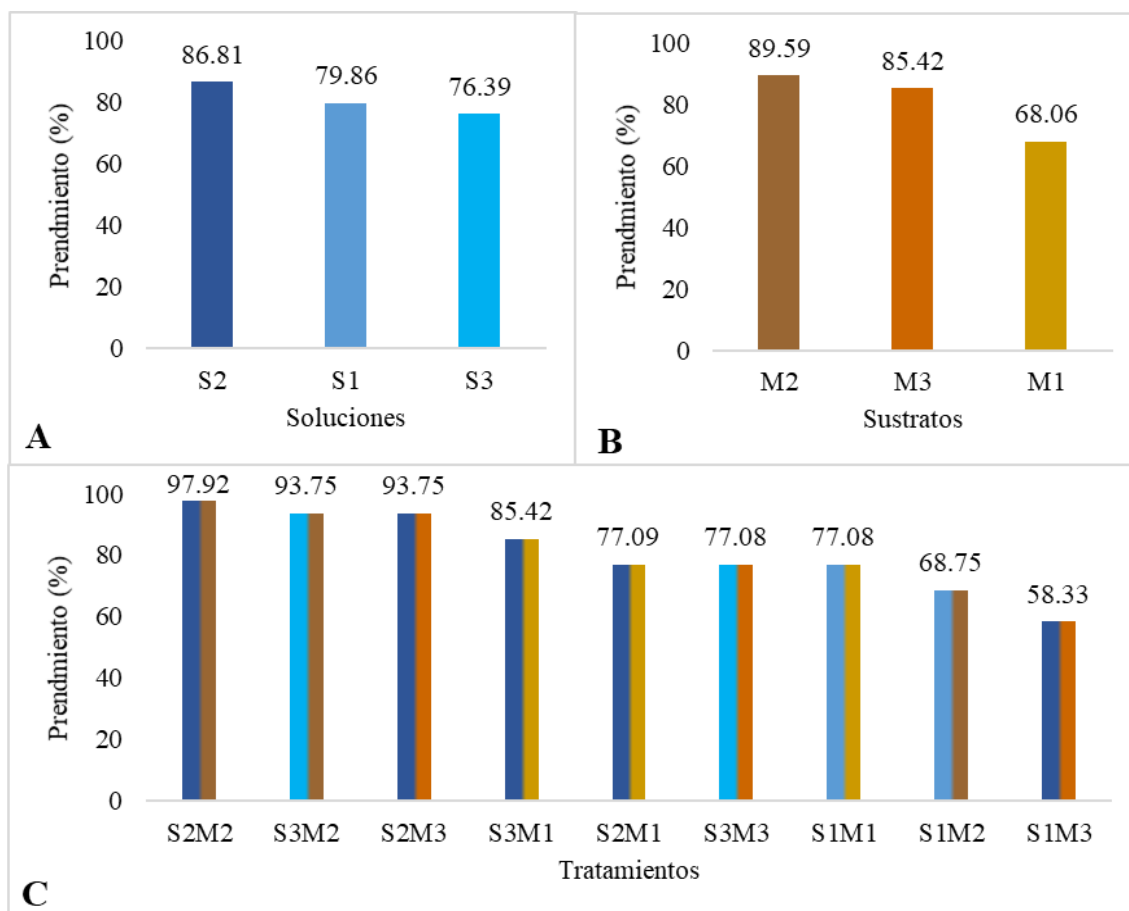 Prendmiento (%)
100
80
60
40
20
0
86.81
79.86
76.39
S2 S1 S3
Soluciones
A
Prendmiento (%)
100
80
60
40
20
0
89.59
85.42
68.06
M2 M3 M1
Sustratos
B
Prendmiento (%)
100
80
60
40
20
0
97.92 93.75 93.75 85.42 77.09 77.08 77.08 68.75 58.33
S2M2 S3M2 S2M3 S3M1 S2M1 S3M3 S1M1 S1M2 S1M3
Tratamientos
C